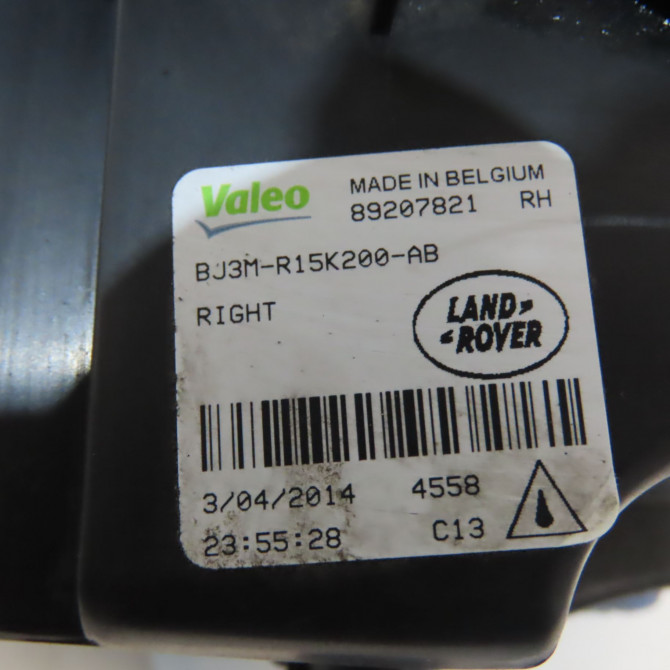 Valeo MADE IN BELGIUM
89207821 RH
BJ3M-R15K200-AB
RIGHT
LAND-
ROVER
3/04/2014 4558
23:55:28 C13